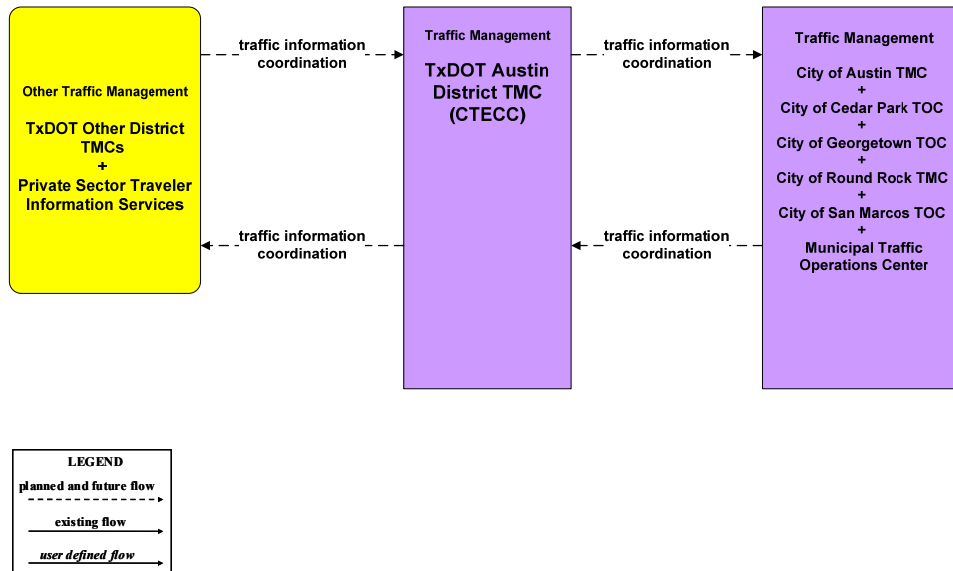 Other Traffic Management
TxDOT Other District
TMCs
+
Private Sector Traveler
Information Services
traffic information
coordination
traffic information
coordination
Traffic Management
TxDOT Austin
District TMC
(CTECC)
traffic information
coordination
traffic information
coordination
Traffic Management
City of Austin TMC
+
City of Cedar Park TOC
+
City of Georgetown TOC
+
City of Round Rock TMC
+
City of San Marcos TOC
+
Municipal Traffic
Operations Center
LEGEND
planned and future flow
existing flow
user defined flow